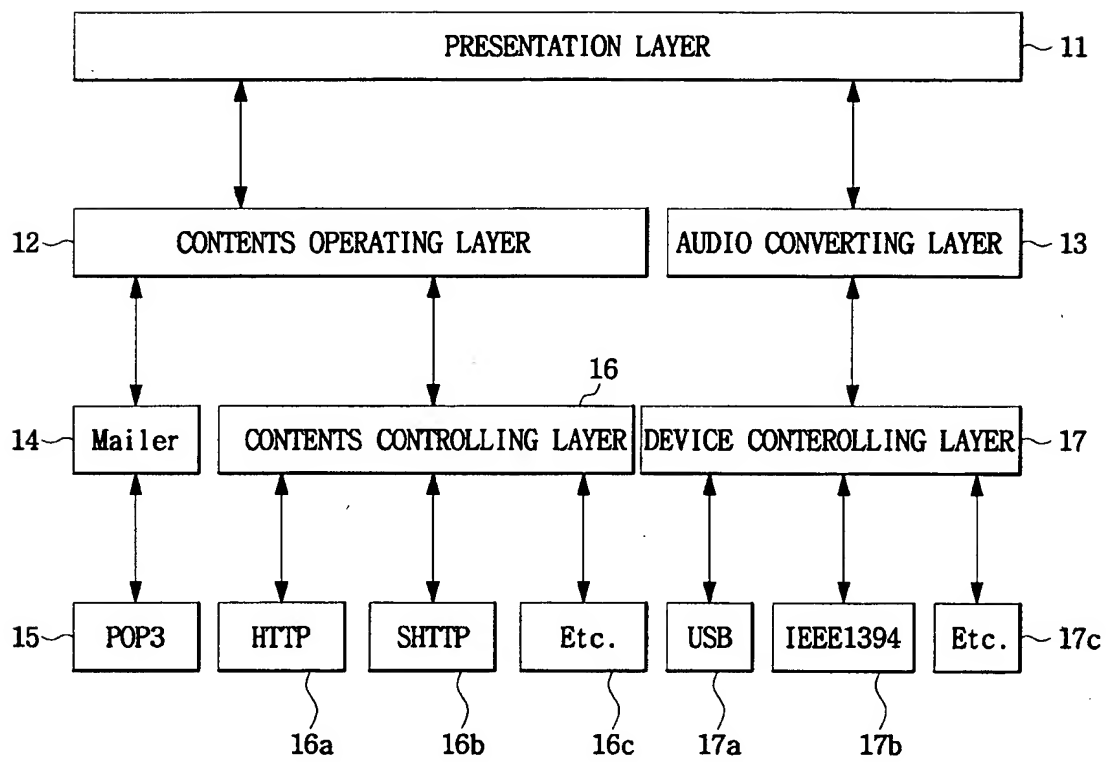 PRESENTATION LAYER 11
12 CONTENTS OPERATING LAYER AUDIO CONVERTING LAYER 13
16
14 Mailer CONTENTS CONTROLLING LAYER DEVICE CONTEROLLING LAYER 17
15 POP3 HTTP SHTTP Etc. USB IEEE1394 Etc. 17c
16a 16b 16c 17a 17b